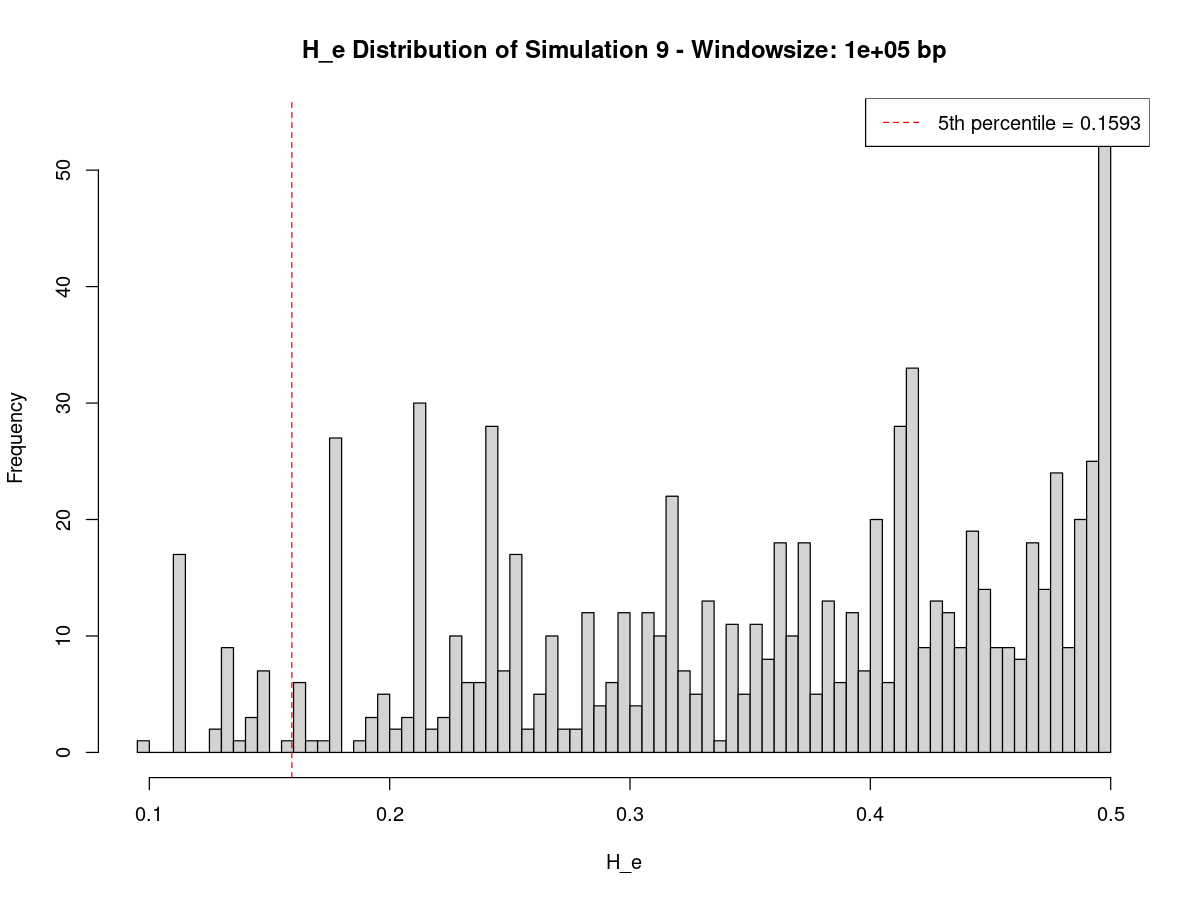 H_e Distribution of Simulation 9 - Windowsize: 1e+05 bp
5th percentile = 0.1593
Frequency
50
40
30
20
10
0
0.1 0.2 0.3 0.4 0.5
H_e